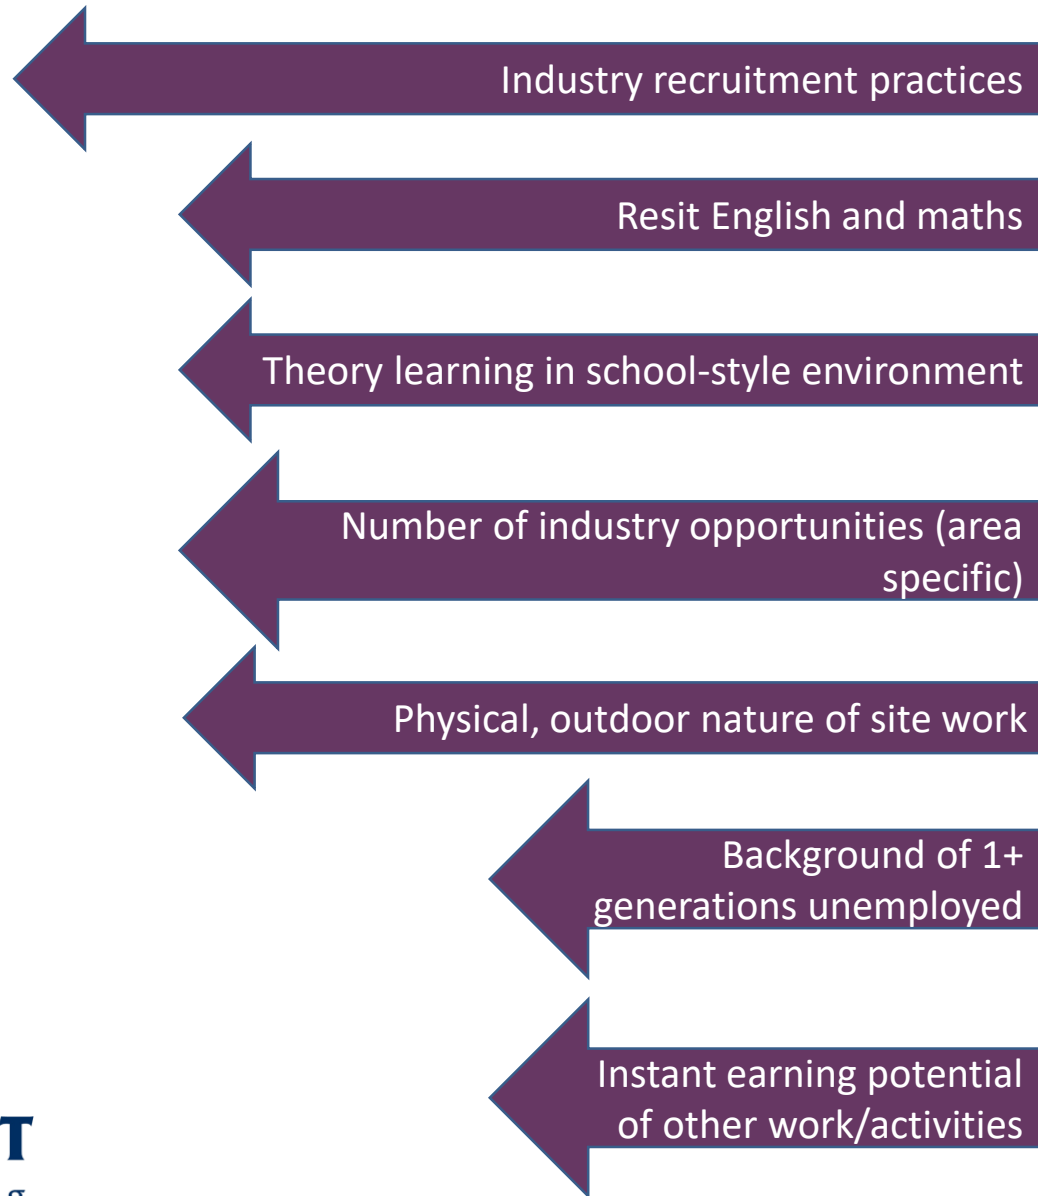 Industry recruitment practices
Resit English and maths
Theory learning in school-style environment
Number of industry opportunities (area
specific)
Physical, outdoor nature of site work
Background of 1+
generations unemployed
Instant earning potential
of other work/activities
T
g